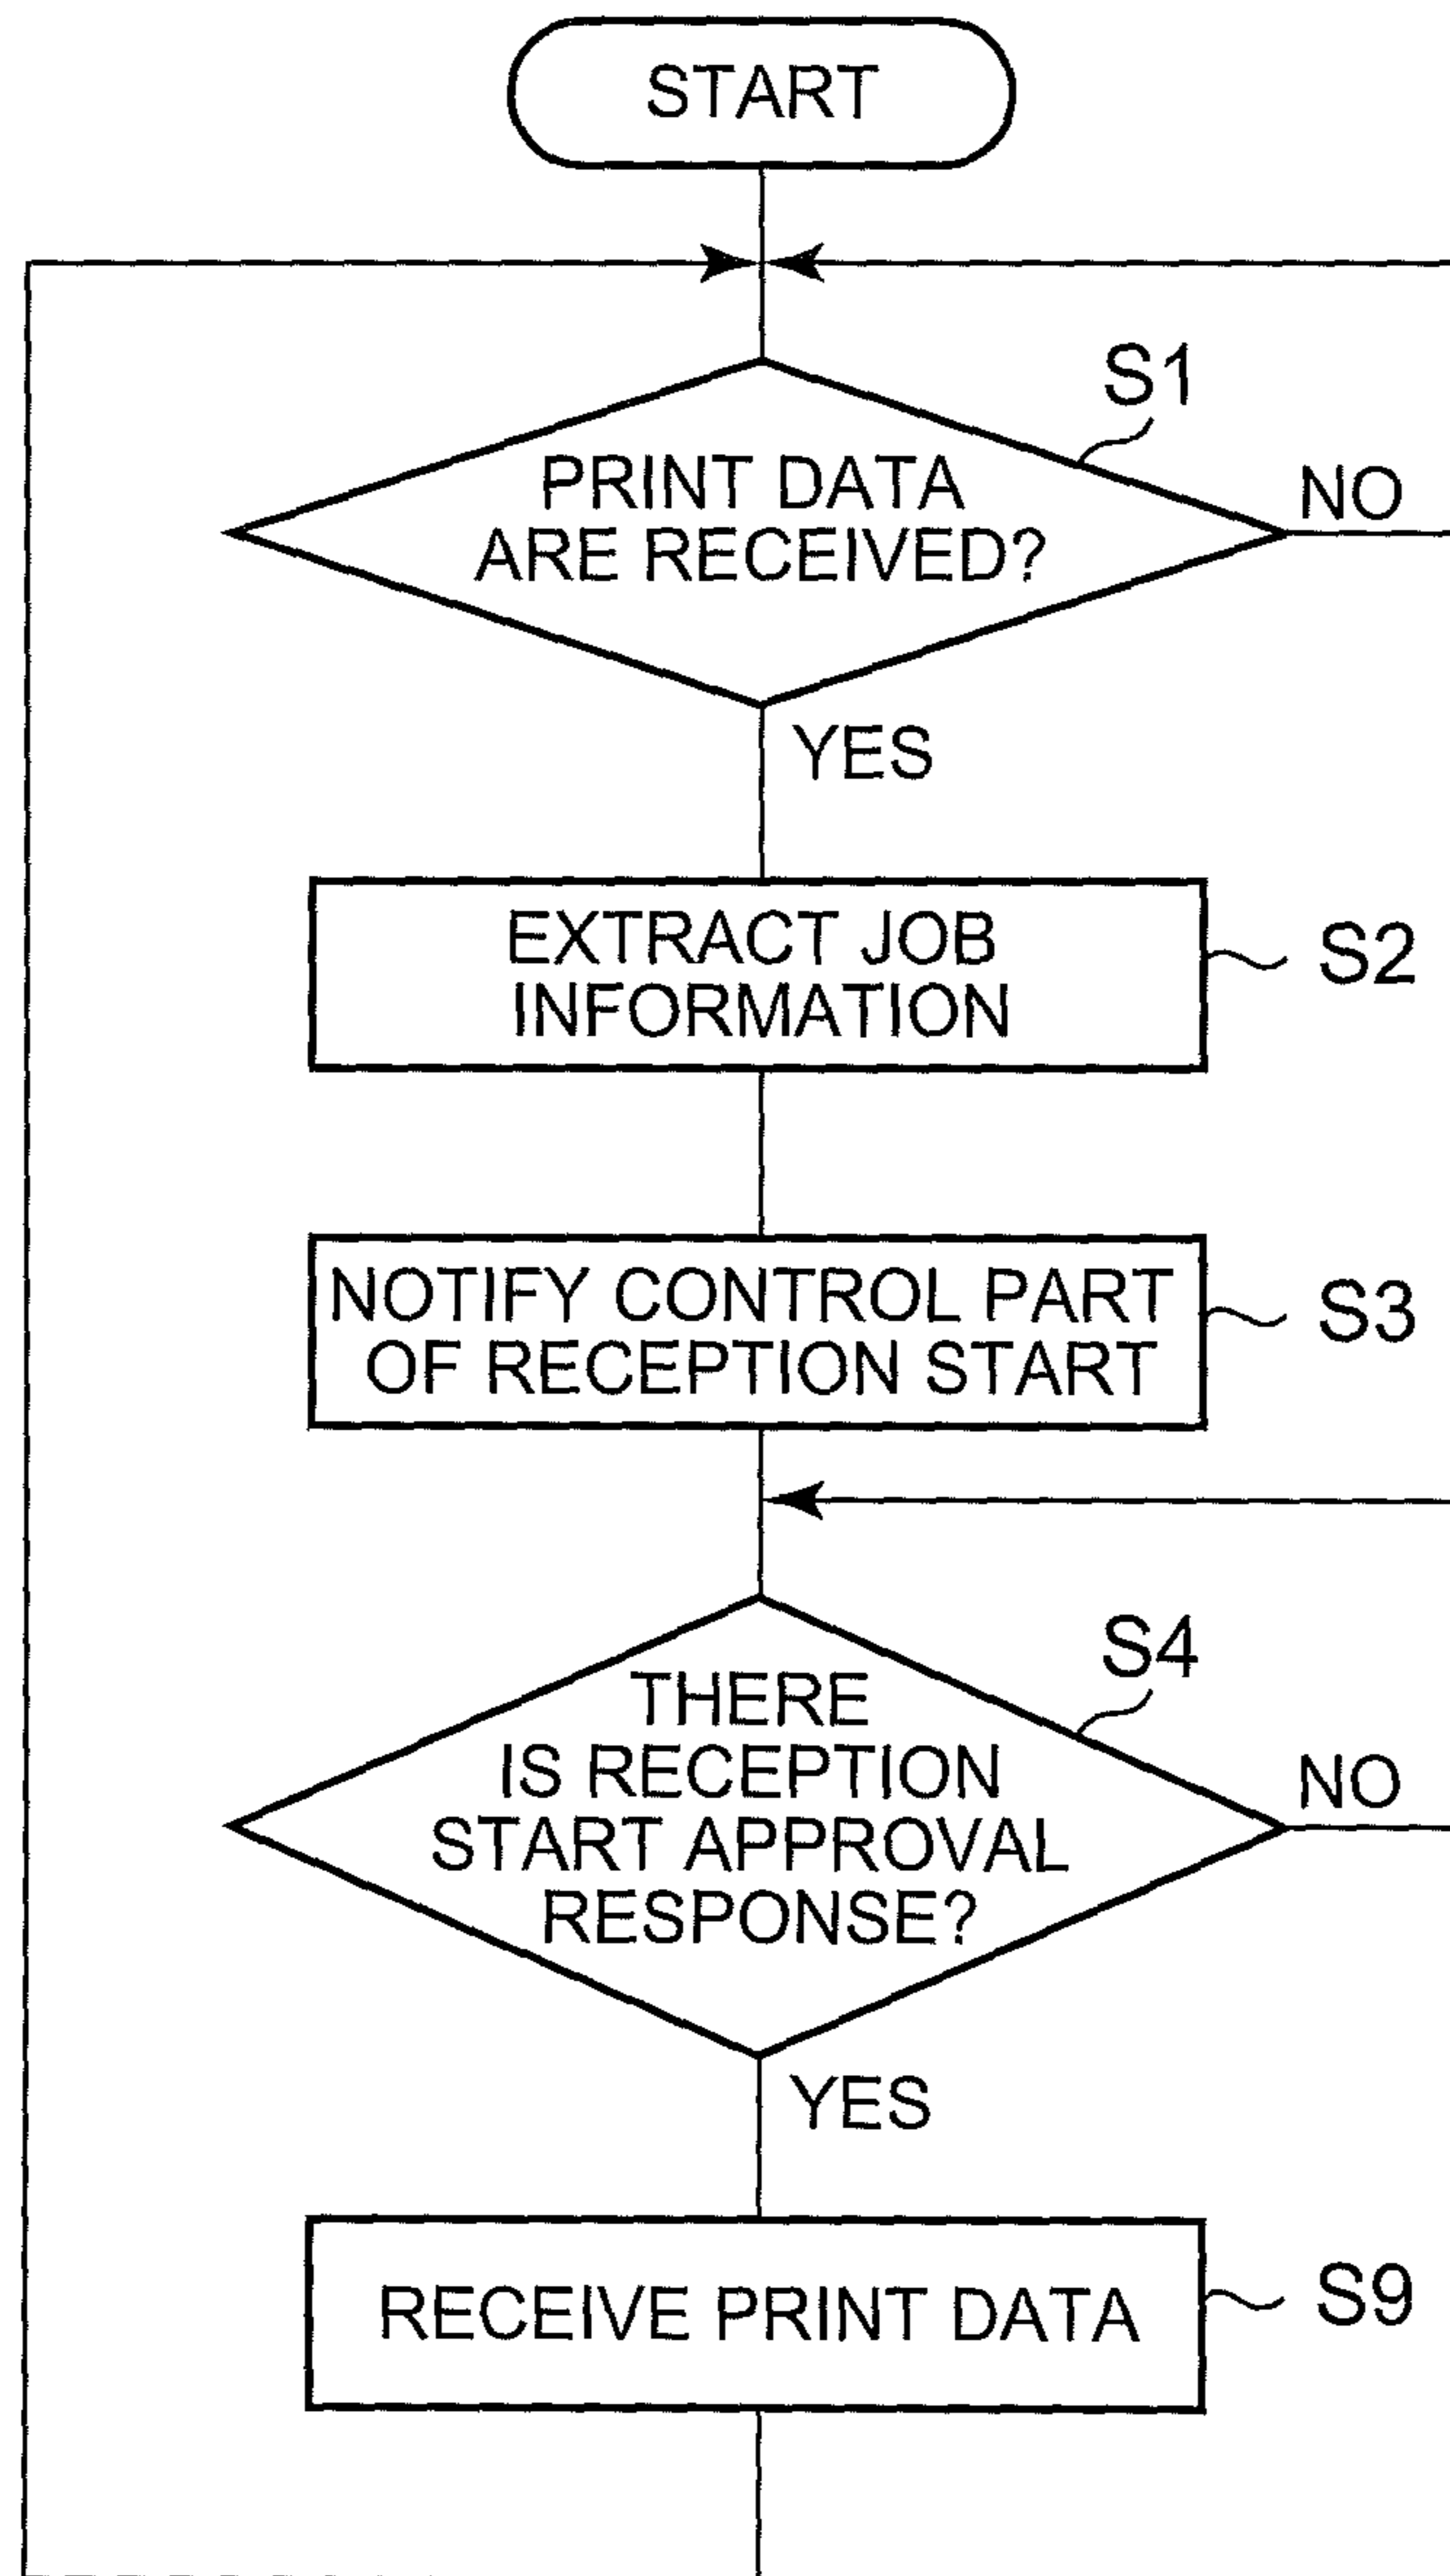 START
S1
PRINT DATA
ARE RECEIVED?
NO
YES
EXTRACT JOB
INFORMATION
S2
NOTIFY CONTROL PART
OF RECEPTION START
S3
S4
THERE
IS RECEPTION
START APPROVAL
RESPONSE?
NO
YES
RECEIVE PRINT DATA
S9